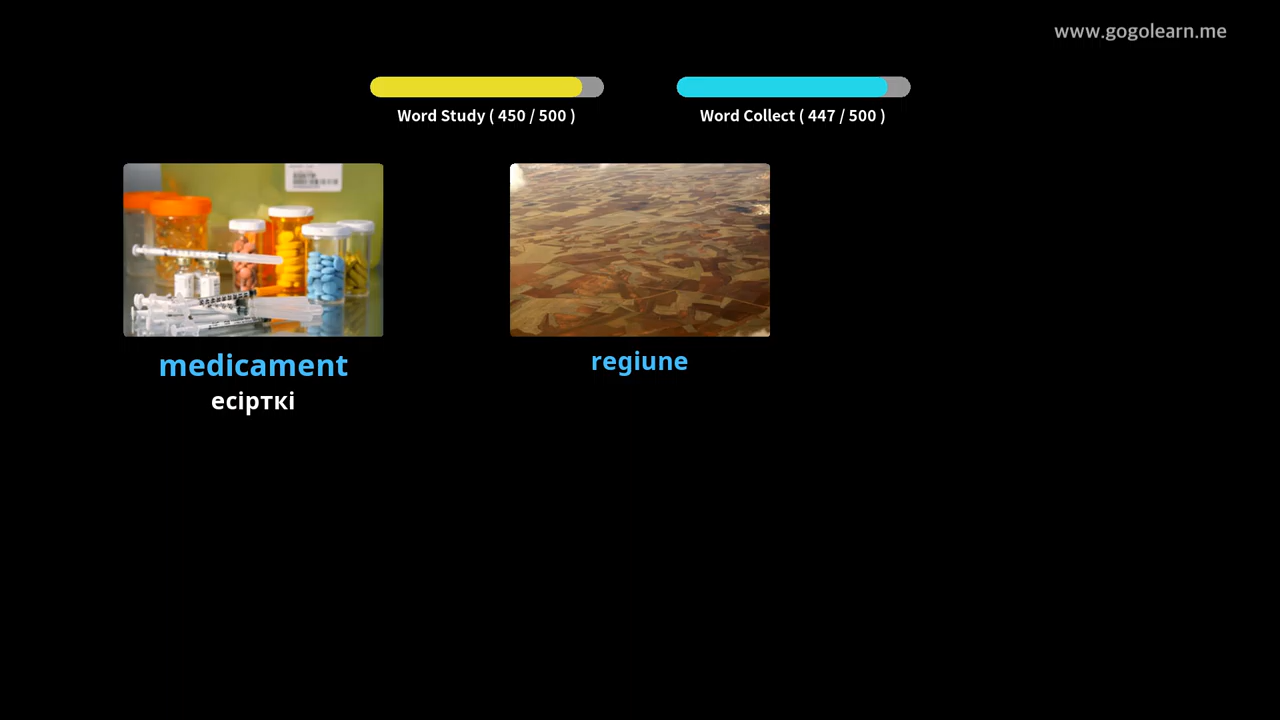 www.gogolearn.me
Word Study ( 450 / 500 )
Word Collect ( 447 / 500 )
medicament
есірткі
regiune